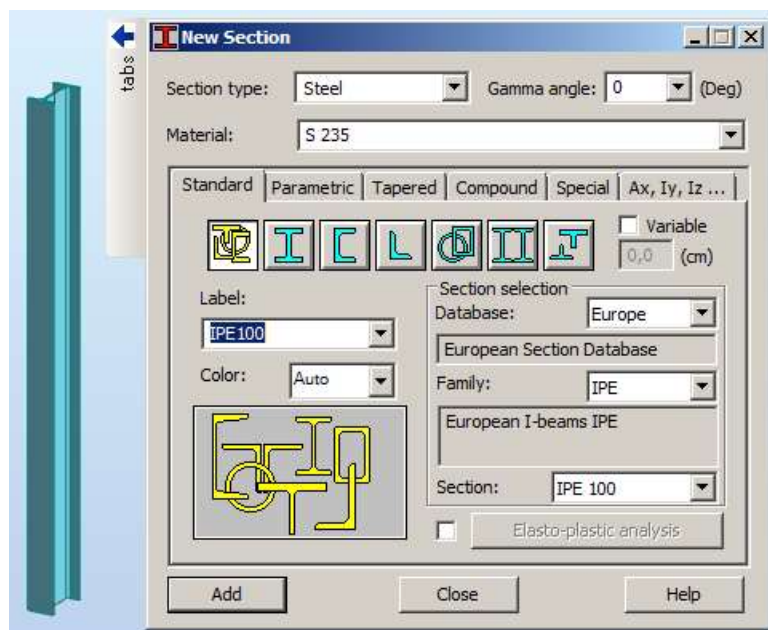 New Section
tabs
Section type: Steel Gamma angle: 0 (Deg)
Material: S 235
Standard Parametric Tapered Compound Special Ax, Iy, Iz ...
Variable
0,0 (cm)
Label:
IPE100
Color: Auto
Section selection
Database: Europe
European Section Database
Family: IPE
European I-beams IPE
Section: IPE 100
Elasto-plastic analysis
Add Close Help